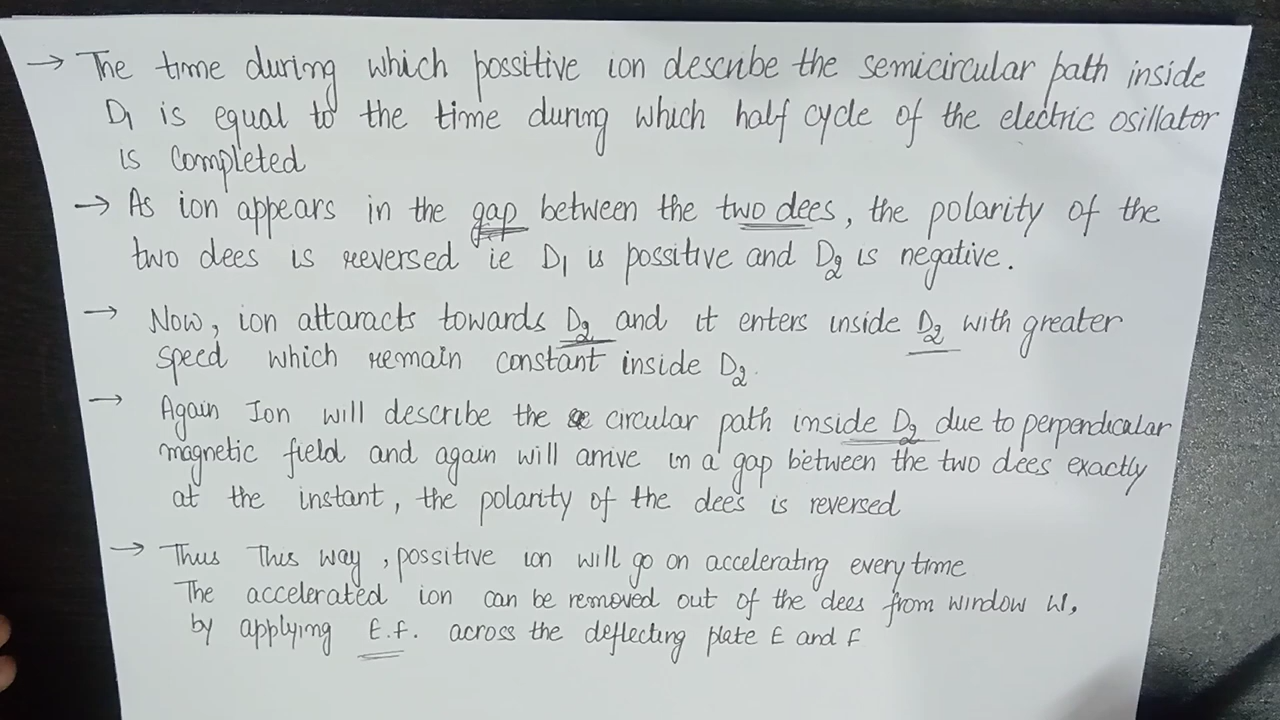 → The time during which possitive ion describe the semicircular path inside
D1 is equal to the time during which half cycle of the electric osillator
is completed
→ As ion appears in the gap between the two dees, the polarity of the
two dees is reversed ie D1 is possitive and D2 is negative.
→ Now, ion attaracts towards D2 and it enters inside D2 with greater
speed which remain constant inside D2.
→ Again Ion will describe the circular path inside D2 due to perpendicular
magnetic field and again will arrive in a gap between the two dees exactly
at the instant, the polarity of the dees is reversed
→ Thus This way, possitive ion will go on accelerating every time
The accelerated ion can be removed out of the dees from window W,
by applying E.f. across the deflecting plate E and F